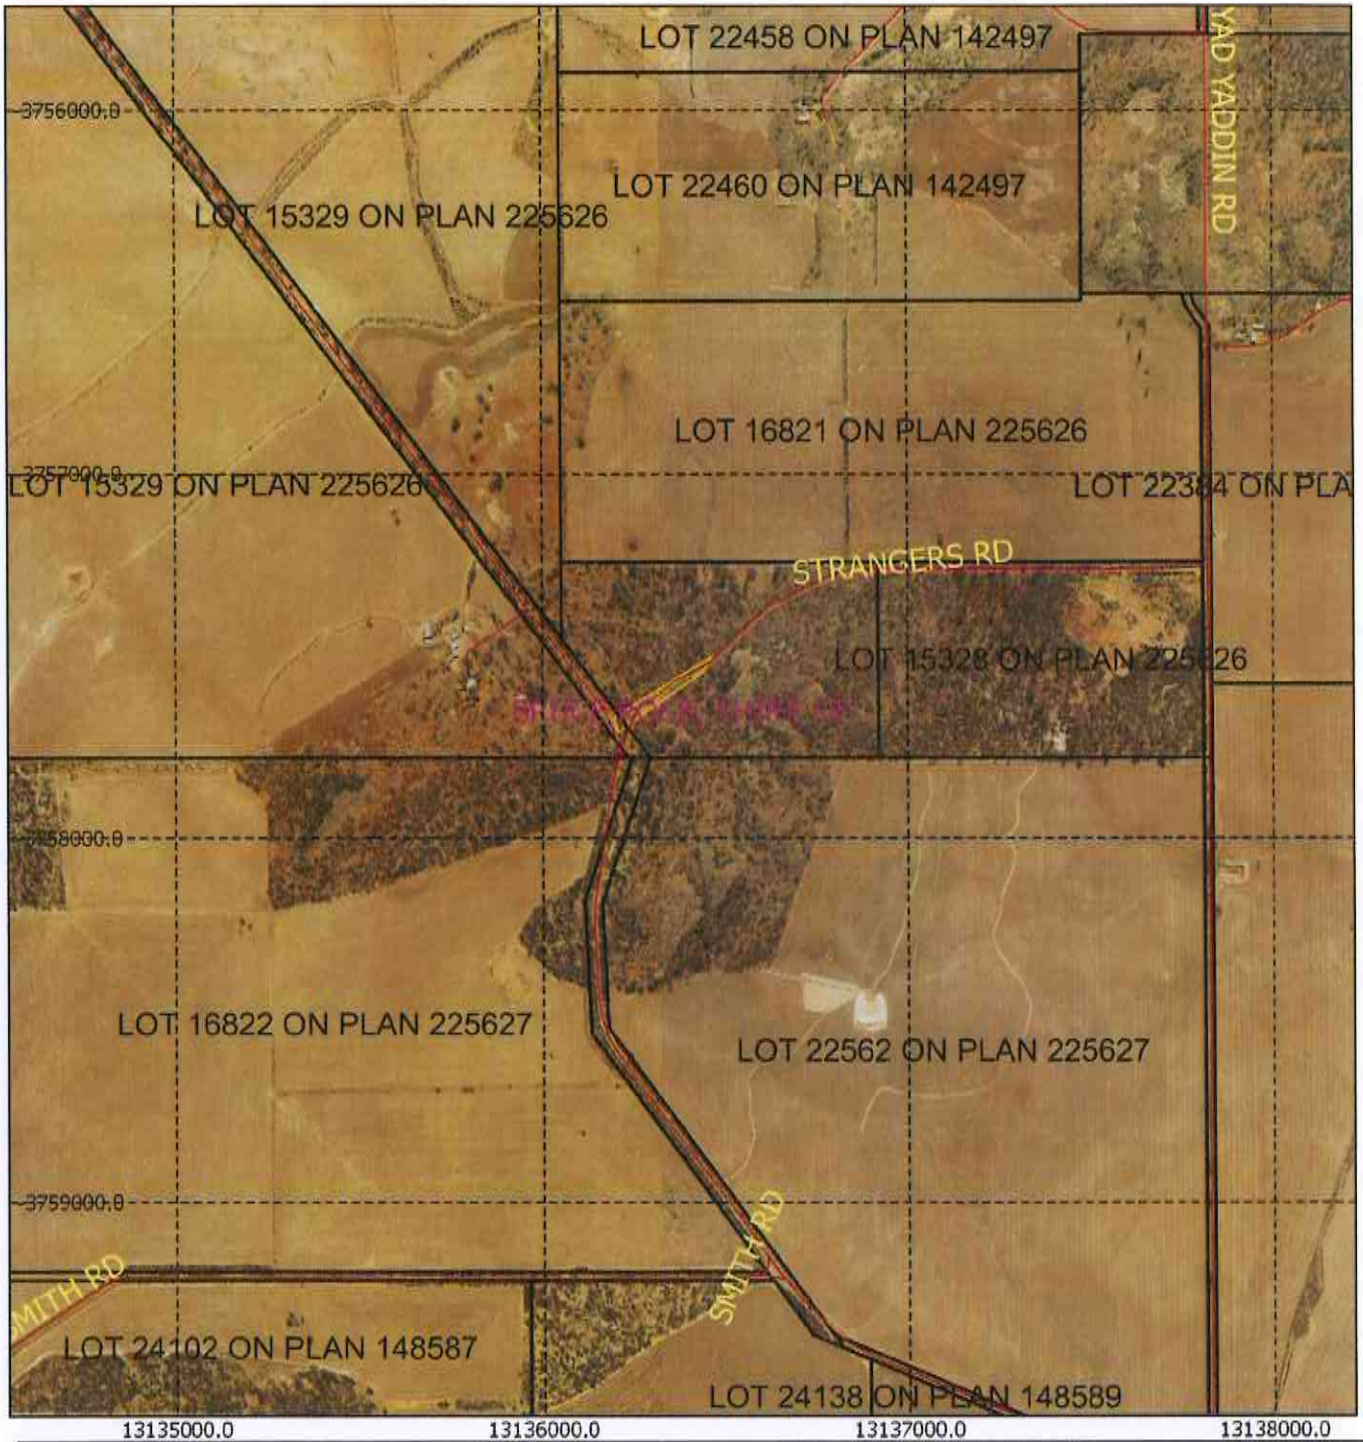 LOT 22458 ON PLAN 142497
YAD YADDIN RD
-3756000.0
LOT 22460 ON PLAN 142497
LOT 15329 ON PLAN 225626
LOT 16821 ON PLAN 225626
-3757000.0
LOT 15329 ON PLAN 225626
LOT 22384 ON PLA
STRANGERS RD
LOT 15328 ON PLAN 225626
-3758000.0
LOT 16822 ON PLAN 225627
LOT 22562 ON PLAN 225627
-3759000.0
SMITH RD
SMITH RD
LOT 24102 ON PLAN 148587
LOT 24138 ON PLAN 148589
13135000.0
13136000.0
13137000.0
13138000.0